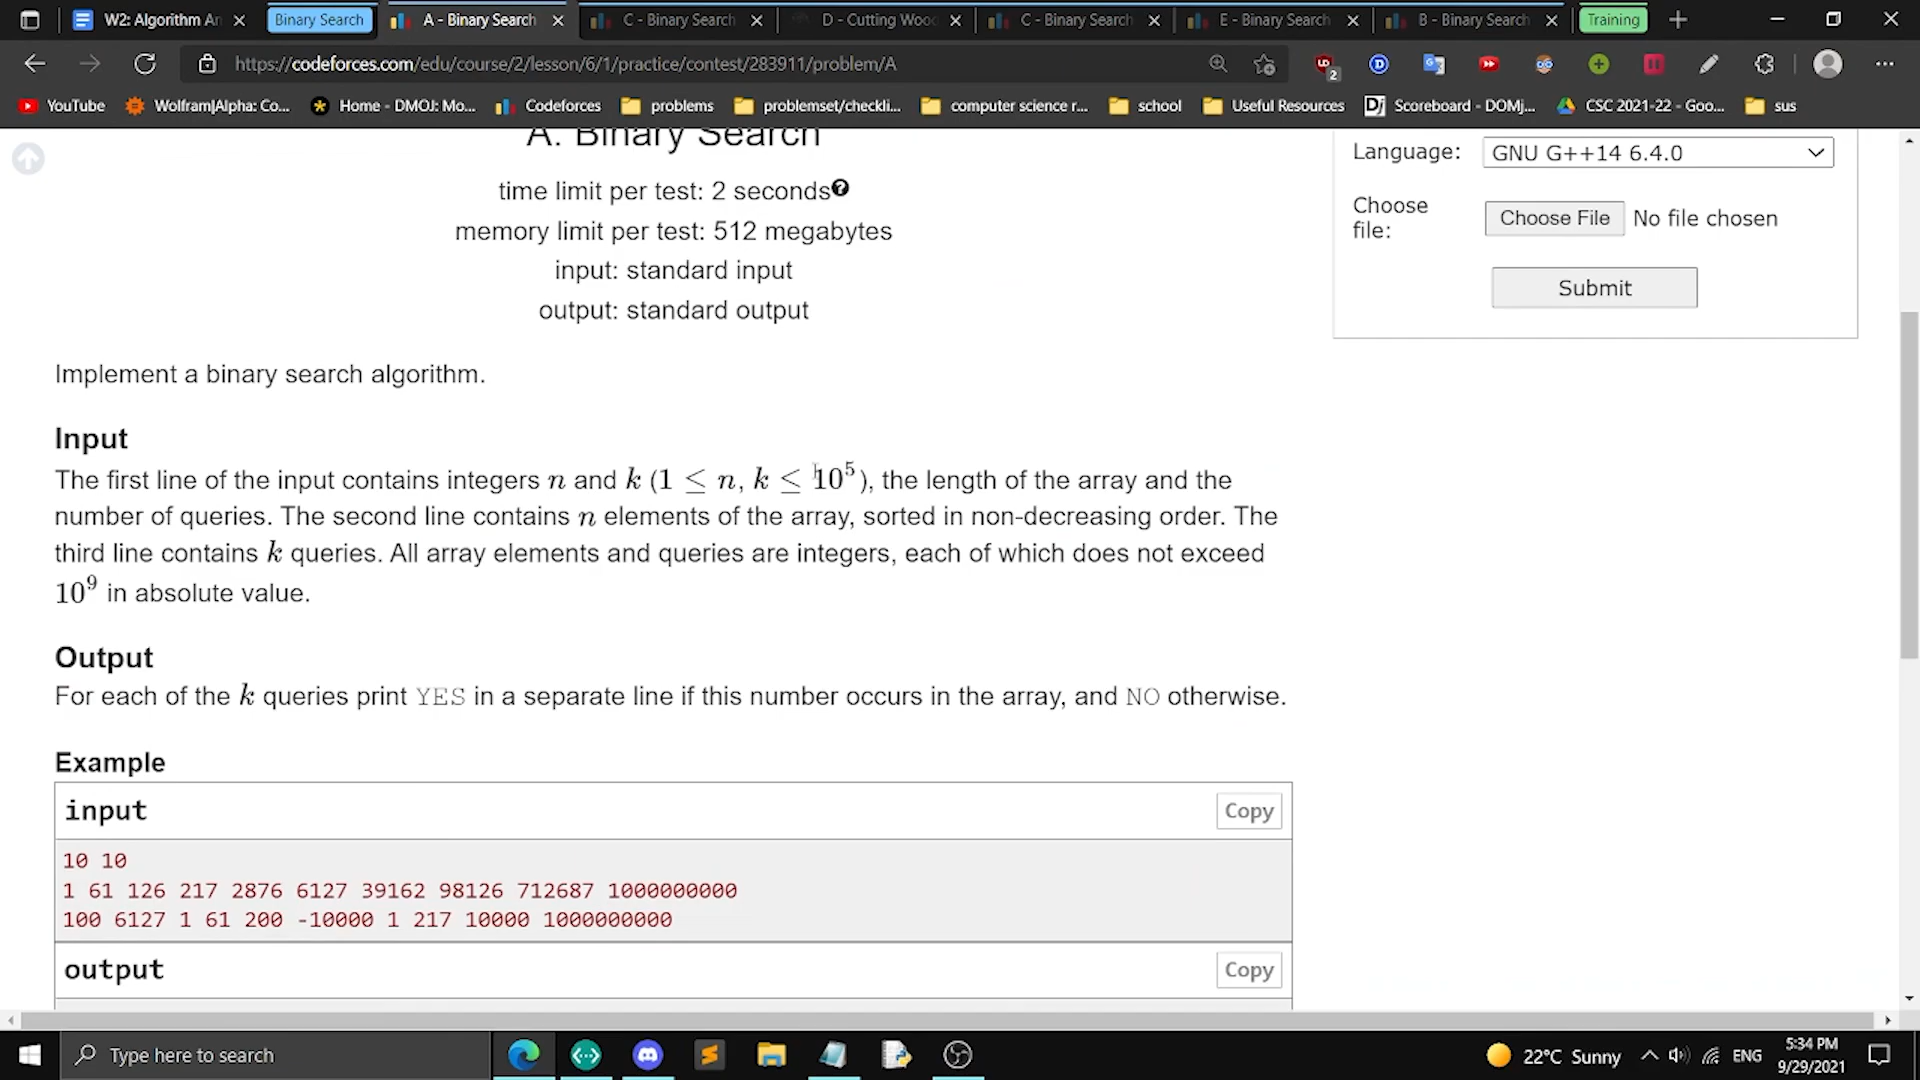 W2: Algorithm An
Binary Search
A - Binary Search
C - Binary Search
D - Cutting Wood
C - Binary Search
E - Binary Search
B - Binary Search
Training
https://codeforces.com/edu/course/2/lesson/6/1/practice/contest/283911/problem/A
2
YouTube
Wolfram|Alpha: Co...
Home - DMOJ: Mo...
Codeforces
problems
problemset/checkli...
computer science r...
school
Useful Resources
Scoreboard - DOMj...
CSC 2021-22 - Goo...
sus
A. Binary Search
time limit per test: 2 seconds
memory limit per test: 512 megabytes
input: standard input
output: standard output
Language:
GNU G++14 6.4.0
Choose
file:
Choose File No file chosen
Submit
Implement a binary search algorithm.
Input
The first line of the input contains integers n and k (1 ≤ n, k ≤ 10⁵), the length of the array and the
number of queries. The second line contains n elements of the array, sorted in non-decreasing order. The
third line contains k queries. All array elements and queries are integers, each of which does not exceed
10⁹ in absolute value.
Output
For each of the k queries print YES in a separate line if this number occurs in the array, and NO otherwise.
Example
input
Copy
10 10
1 61 126 217 2876 6127 39162 98126 712687 1000000000
100 6127 1 61 200 -10000 1 217 10000 1000000000
output
Copy
Type here to search
22°C Sunny
ENG
5:34 PM
9/29/2021